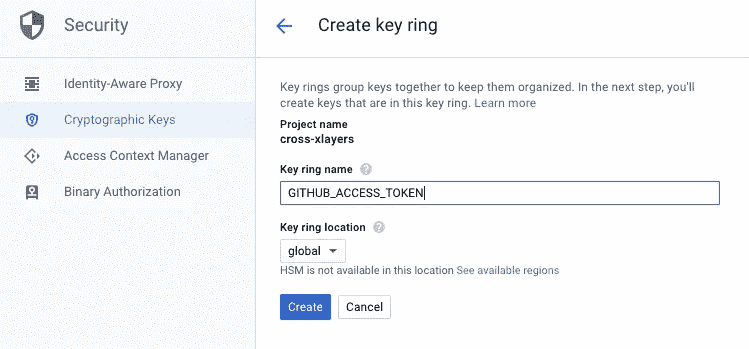 Security
Identity-Aware Proxy
Cryptographic Keys
Access Context Manager
Binary Authorization
Create key ring
Key rings group keys together to keep them organized. In the next step, you'll
create keys that are in this key ring. Learn more
Project name
cross-xlayers
Key ring name ?
GITHUB_ACCESS_TOKEN
Key ring location ?
global
HSM is not available in this location See available regions
Create Cancel